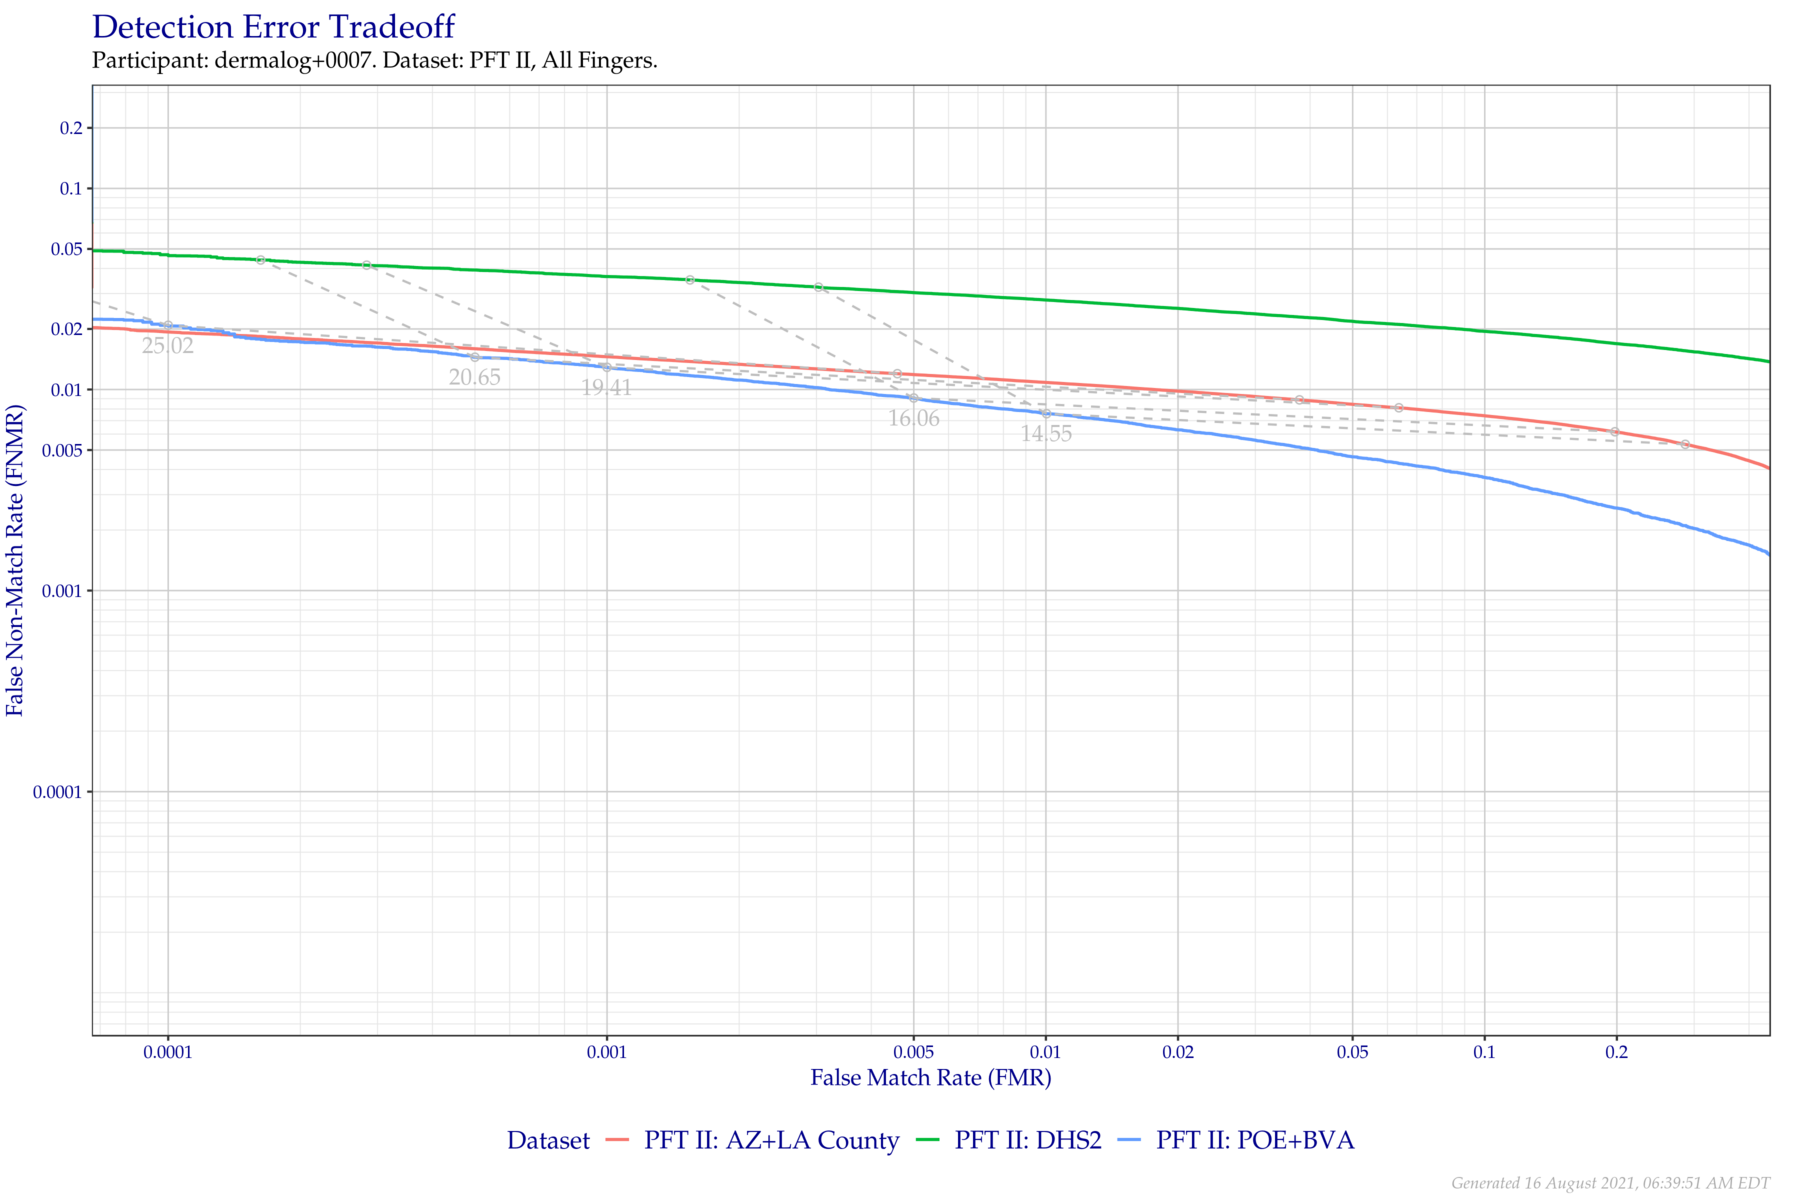 Detection Error Tradeoff
Participant: dermalog+0007. Dataset: PFT II, All Fingers.
0.2
0.1
0.05
0.02
0.01
0.005
0.001
0.0001
False Non-Match Rate (FNMR)
25.02
20.65
19.41
16.06
14.55
0.0001 0.001 0.005 0.01 0.02 0.05 0.1 0.2
False Match Rate (FMR)
Dataset PFT II: AZ+LA County PFT II: DHS2 PFT II: POE+BVA
Generated 16 August 2021, 06:39:51 AM EDT